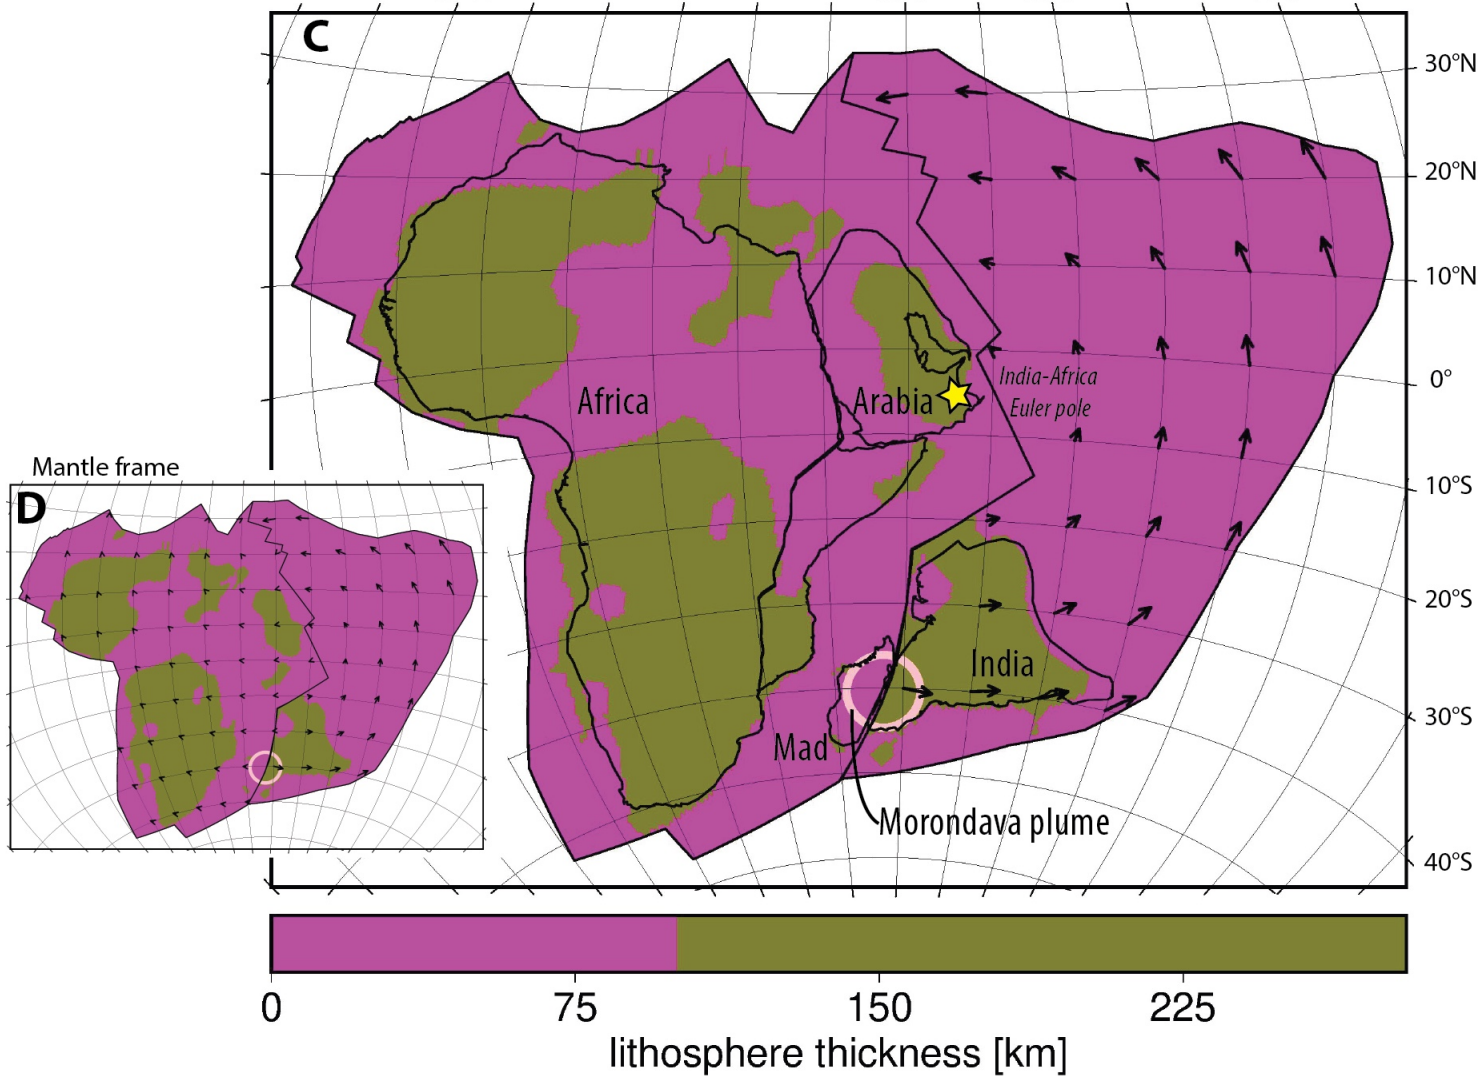 C
30°N
20°N
10°N
0°
10°S
20°S
30°S
40°S
Africa
Arabia
India-Africa
Euler pole
India
Mad
Morondava plume
Mantle frame
D
0
75
150
225
lithosphere thickness [km]